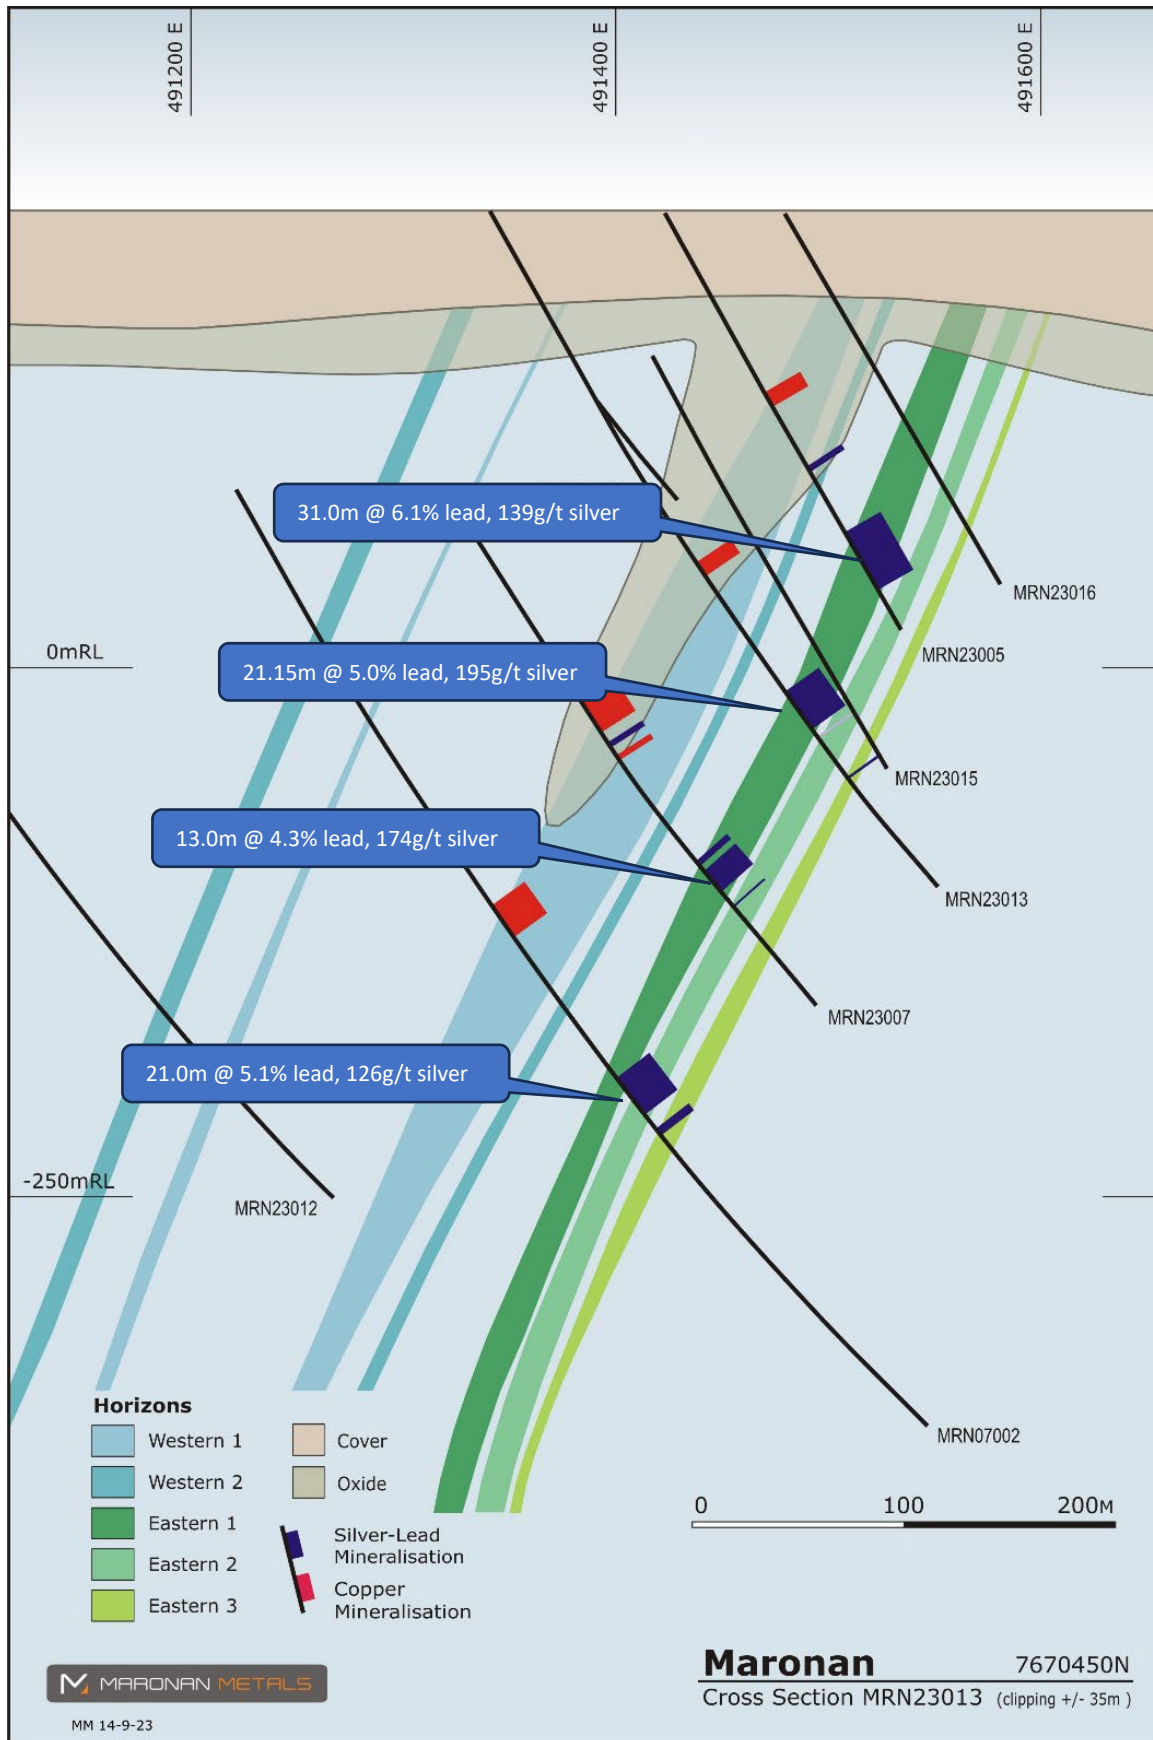 491200 E
491400 E
491600 E
31.0m @ 6.1% lead, 139g/t silver
MRN23016
MRN23005
0mRL
21.15m @ 5.0% lead, 195g/t silver
MRN23015
13.0m @ 4.3% lead, 174g/t silver
MRN23013
MRN23007
21.0m @ 5.1% lead, 126g/t silver
-250mRL
MRN23012
MRN07002
Horizons
Western 1
Western 2
Eastern 1
Eastern 2
Eastern 3
Cover
Oxide
Silver-Lead
Mineralisation
Copper
Mineralisation
0 100 200M
MARONAN METALS
MM 14-9-23
Maronan 7670450N
Cross Section MRN23013 (clipping +/- 35m )